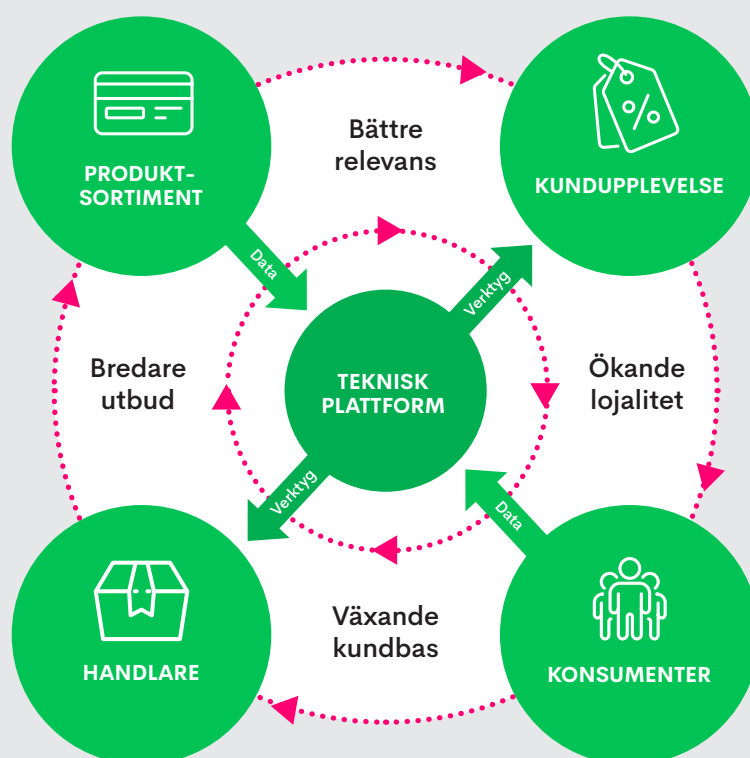 Bättre
relevans
PRODUKT-
SORTIMENT
KUNDUPPLEVELSE
Data
Verktyg
Bredare
utbud
TEKNISK
PLATTFORM
Ökande
lojalitet
Verktyg
Data
Växande
kundbas
HANDLARE
KONSUMENTER